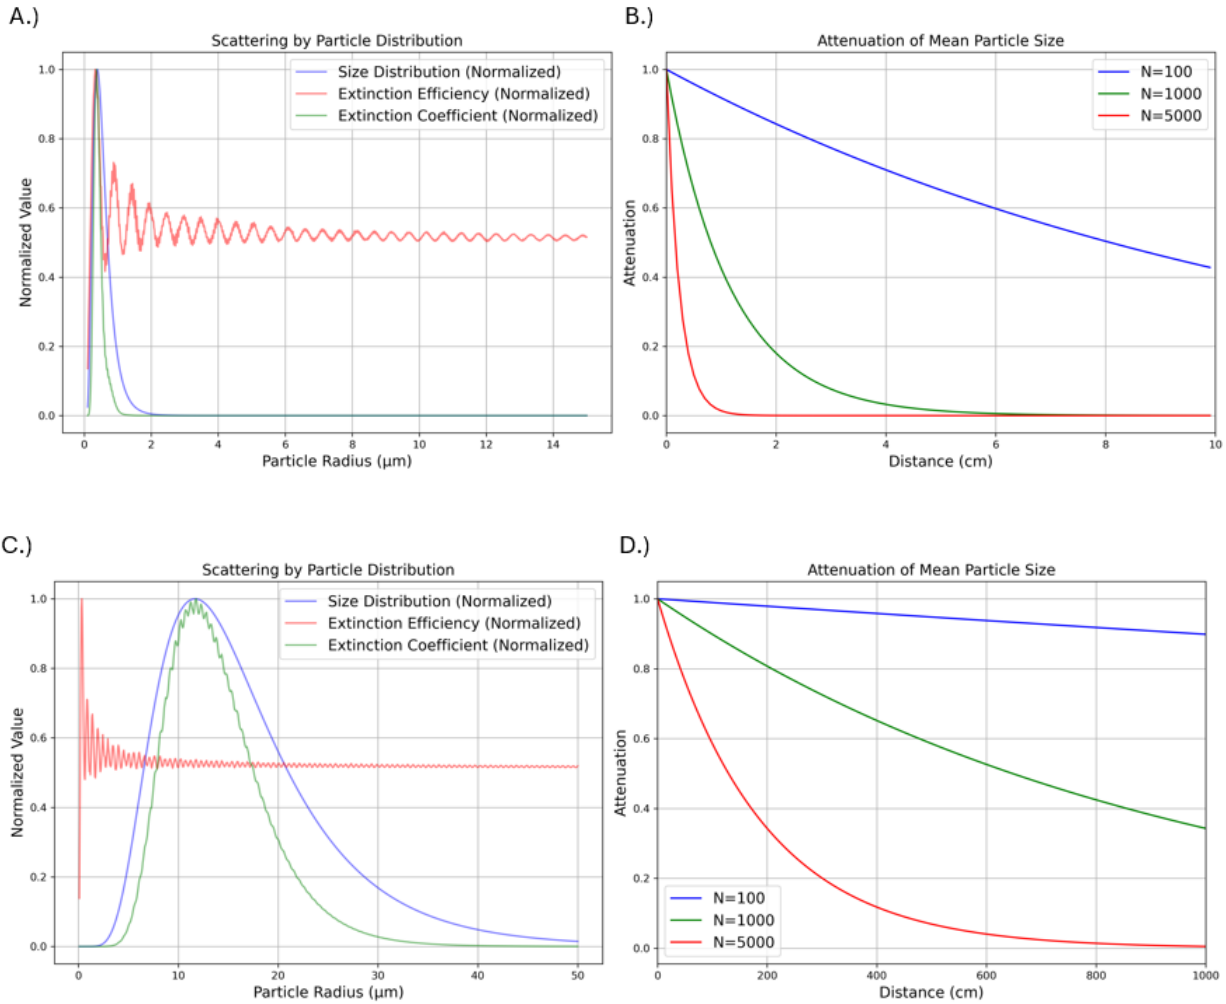 A.)
Scattering by Particle Distribution
Size Distribution (Normalized)
Extinction Efficiency (Normalized)
Extinction Coefficient (Normalized)
Normalized Value
1.0
0.8
0.6
0.4
0.2
0.0
0 2 4 6 8 10 12 14
Particle Radius (μm)
B.)
Attenuation of Mean Particle Size
N=100
N=1000
N=5000
Attenuation
1.0
0.8
0.6
0.4
0.2
0.0
0 2 4 6 8 10
Distance (cm)
C.)
Scattering by Particle Distribution
Size Distribution (Normalized)
Extinction Efficiency (Normalized)
Extinction Coefficient (Normalized)
Normalized Value
1.0
0.8
0.6
0.4
0.2
0.0
0 10 20 30 40 50
Particle Radius (μm)
D.)
Attenuation of Mean Particle Size
Attenuation
1.0
0.8
0.6
0.4
0.2
0.0
N=100
N=1000
N=5000
0 200 400 600 800 1000
Distance (cm)